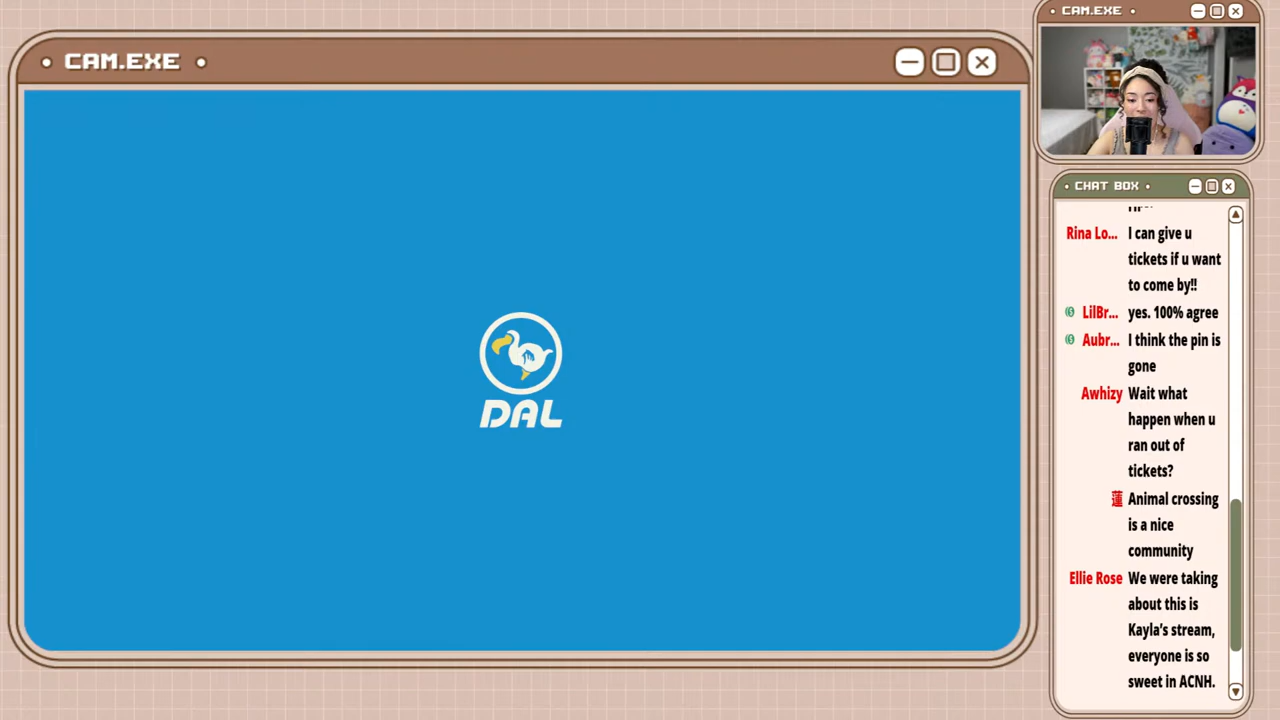 CAM.EXE
DAL
CAM.EXE
CHAT BOX
Rina Lo... I can give u
tickets if u want
to come by!!
LilBr... yes. 100% agree
Aubr... I think the pin is
gone
Awhizy Wait what
happen when u
ran out of
tickets?
蓮 Animal crossing
is a nice
community
Ellie Rose We were taking
about this is
Kayla's stream,
everyone is so
sweet in ACNH.